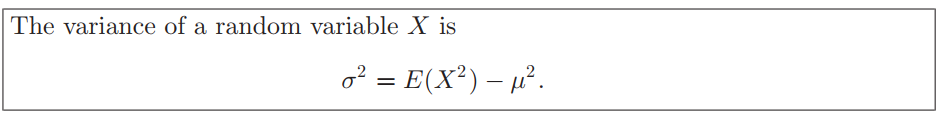 The variance of a random variable X is
σ² = E(X²) – μ².